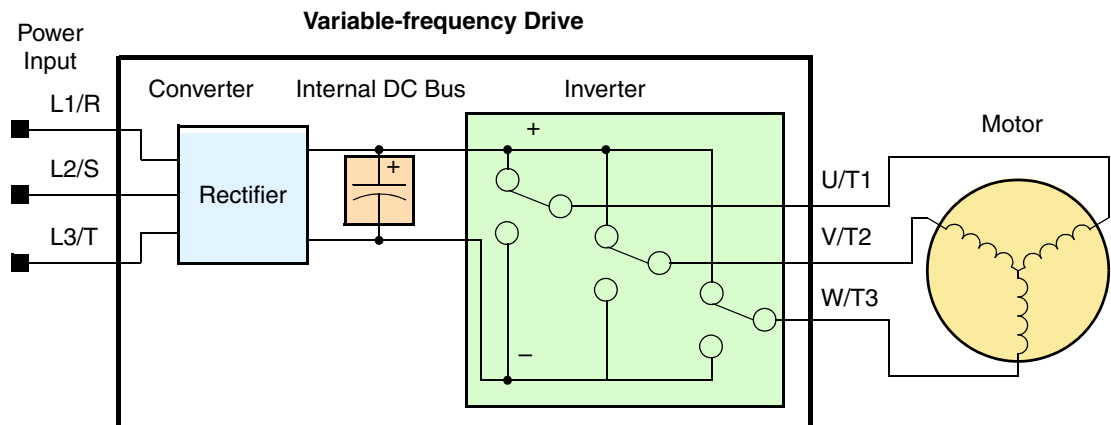 Variable-frequency Drive
Power
Input
Converter
Internal DC Bus
Inverter
Motor
L1/R
L2/S
L3/T
Rectifier
+
+
–
U/T1
V/T2
W/T3